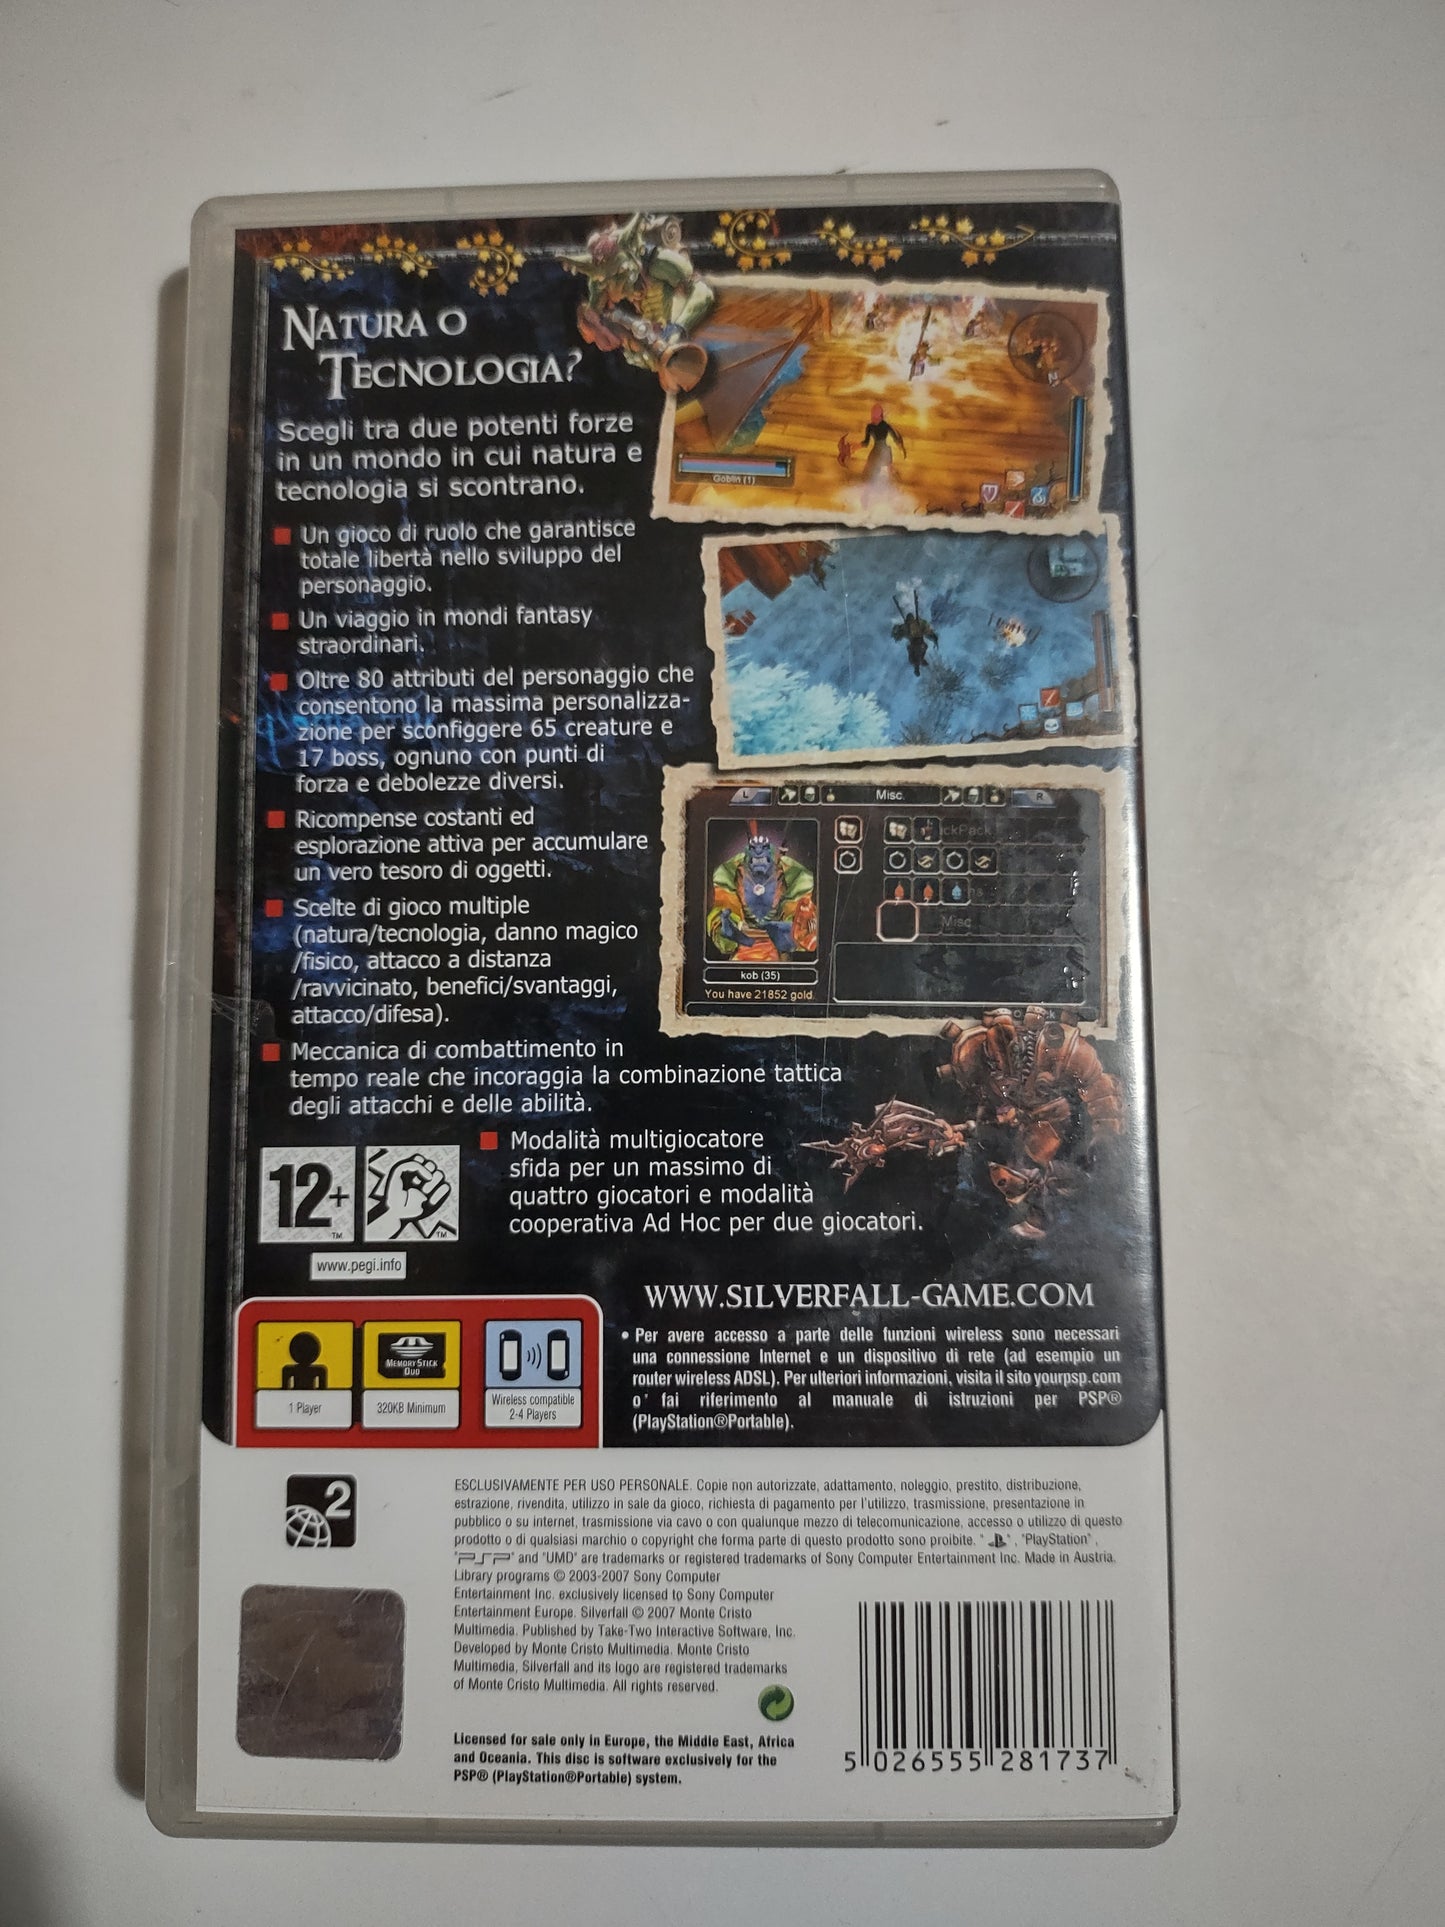 NATURA O
TECNOLOGIA?
Scegli tra due potenti forze
in un mondo in cui natura e
tecnologia si scontrano.
Un gioco di ruolo che garantisce
totale libertà nello sviluppo del
personaggio.
Un viaggio in mondi fantasy
straordinari.
Oltre 80 attributi del personaggio che
consentono la massima personalizza-
zione per sconfiggere 65 creature e
17 boss, ognuno con punti di
forza e debolezze diversi.
Ricompense costanti ed
esplorazione attiva per accumulare
un vero tesoro di oggetti.
Scelte di gioco multiple
(natura/tecnologia, danno magico
/fisico, attacco a distanza
/ravvicinato, benefici/svantaggi,
attacco/difesa).
Meccanica di combattimento in
tempo reale che incoraggia la combinazione tattica
degli attacchi e delle abilità.
Modalità multigiocatore
sfida per un massimo di
quattro giocatori e modalità
cooperativa Ad Hoc per due giocatori.
Goblin (1)
N
L
Misc.
R
Misc
kob (35)
You have 21852 gold.
12+
TM
TM
www.pegi.info
WWW.SILVERFALL-GAME.COM
MEMORY STICK
DUO
1 Player
320KB Minimum
Wireless compatible
2-4 Players
• Per avere accesso a parte delle funzioni wireless sono necessari
una connessione Internet e un dispositivo di rete (ad esempio un
router wireless ADSL). Per ulteriori informazioni, visita il sito yourpsp.com
o' fai riferimento al manuale di istruzioni per PSP®
(PlayStation®Portable).
2
ESCLUSIVAMENTE PER USO PERSONALE. Copie non autorizzate, adattamento, noleggio, prestito, distribuzione,
estrazione, rivendita, utilizzo in sale da gioco, richiesta di pagamento per l'utilizzo, trasmissione, presentazione in
pubblico o su internet, trasmissione via cavo o con qualunque mezzo di telecomunicazione, accesso o utilizzo di questo
prodotto o di qualsiasi marchio o copyright che forma parte di questo prodotto sono proibite. " ", "PlayStation",
"PSP" and "UMD" are trademarks or registered trademarks of Sony Computer Entertainment Inc. Made in Austria.
Library programs © 2003-2007 Sony Computer
Entertainment Inc. exclusively licensed to Sony Computer
Entertainment Europe. Silverfall © 2007 Monte Cristo
Multimedia. Published by Take-Two Interactive Software, Inc.
Developed by Monte Cristo Multimedia. Monte Cristo
Multimedia, Silverfall and its logo are registered trademarks
of Monte Cristo Multimedia. All rights reserved.
Licensed for sale only in Europe, the Middle East, Africa
and Oceania. This disc is software exclusively for the
PSP® (PlayStation®Portable) system.
5 026555 281737